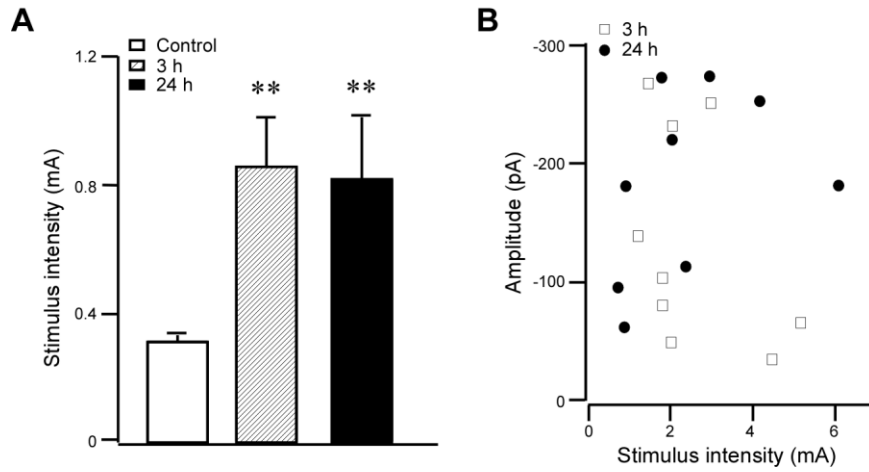 A
Control
3 h
24 h
1.2
0.8
0.4
0
Stimulus intensity (mA)
**
**
B
3 h
24 h
-300
-200
-100
0
Amplitude (pA)
0
2
4
6
Stimulus intensity (mA)